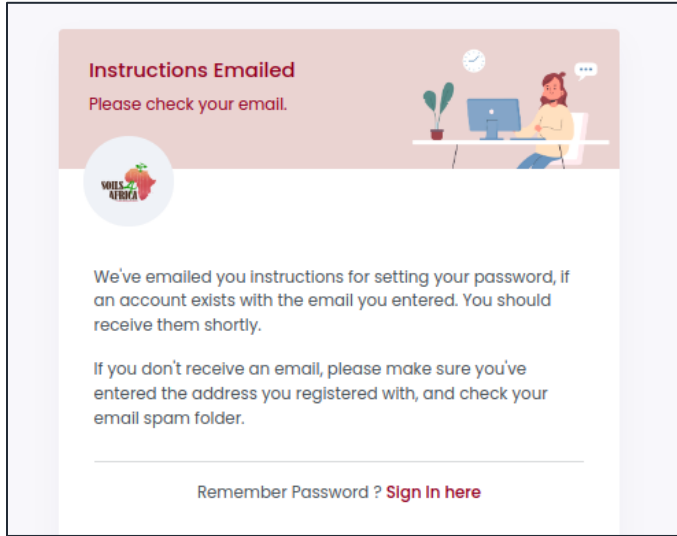 Instructions Emailed
Please check your email.
SOILS4
AFRICA
We've emailed you instructions for setting your password, if
an account exists with the email you entered. You should
receive them shortly.
If you don't receive an email, please make sure you've
entered the address you registered with, and check your
email spam folder.
Remember Password ? Sign In here